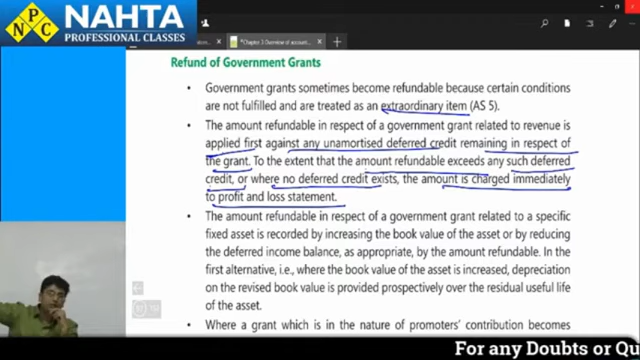 NPC
NAHTA
PROFESSIONAL CLASSES
*Chapter 3 Overview of account
Refund of Government Grants
• Government grants sometimes become refundable because certain conditions
are not fulfilled and are treated as an extraordinary item (AS 5).
• The amount refundable in respect of a government grant related to revenue is
applied first against any unamortised deferred credit remaining in respect of
the grant. To the extent that the amount refundable exceeds any such deferred
credit, or where no deferred credit exists, the amount is charged immediately
to profit and loss statement.
• The amount refundable in respect of a government grant related to a specific
fixed asset is recorded by increasing the book value of the asset or by reducing
the deferred income balance, as appropriate, by the amount refundable. In the
first alternative, i.e., where the book value of the asset is increased, depreciation
on the revised book value is provided prospectively over the residual useful life
of the asset.
• Where a grant which is in the nature of promoters' contribution becomes
For any Doubts or Qu